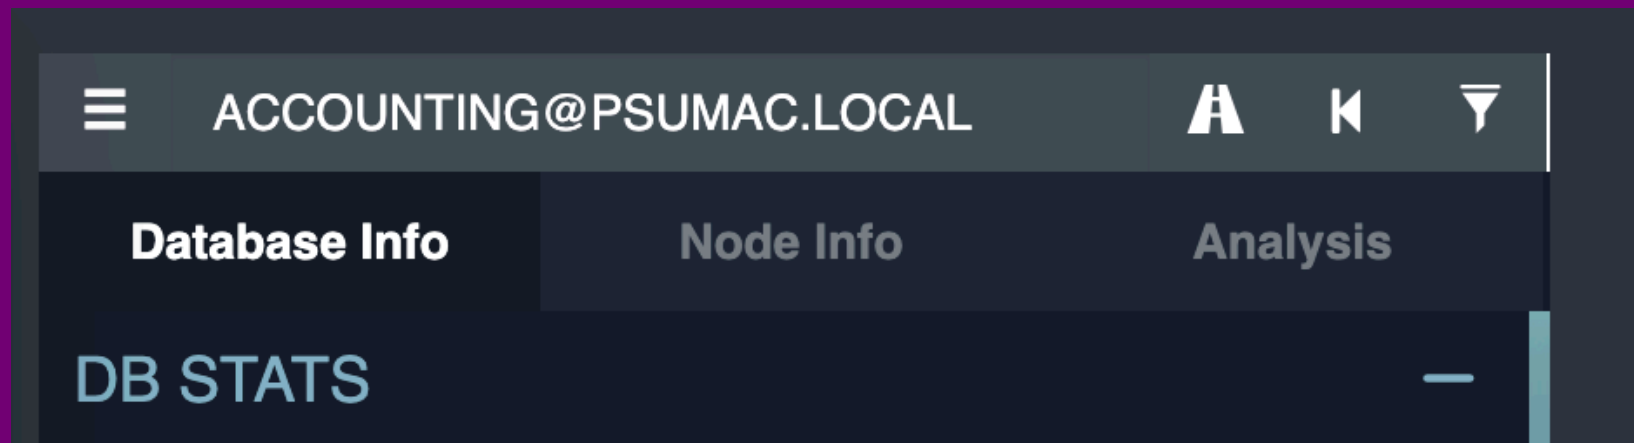 ACCOUNTING@PSUMAC.LOCAL
Database Info Node Info Analysis
DB STATS